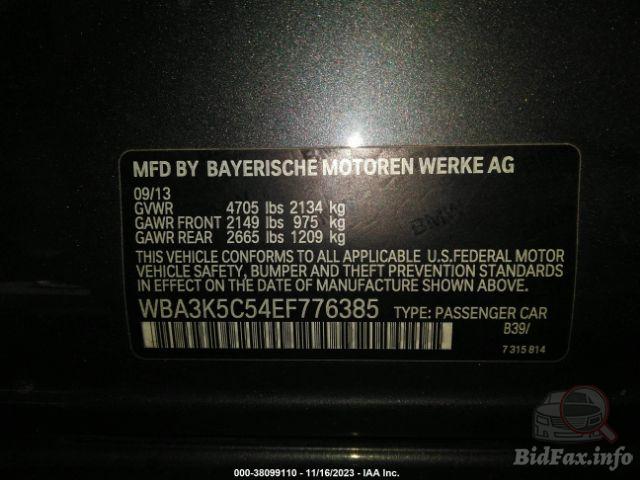 MFD BY BAYERISCHE MOTOREN WERKE AG
09/13
GVWR 4705 lbs 2134 kg
GAWR FRONT 2149 lbs 975 kg
GAWR REAR 2665 lbs 1209 kg
THIS VEHICLE CONFORMS TO ALL APPLICABLE U.S.FEDERAL MOTOR
VEHICLE SAFETY, BUMPER, AND THEFT PREVENTION STANDARDS
IN EFFECT ON THE DATE OF MANUFACTURE SHOWN ABOVE.
WBA3K5C54EF776385 TYPE: PASSENGER CAR
B39/
7 315 814
BidFax.info
000-38099110 - 11/16/2023 - IAA Inc.